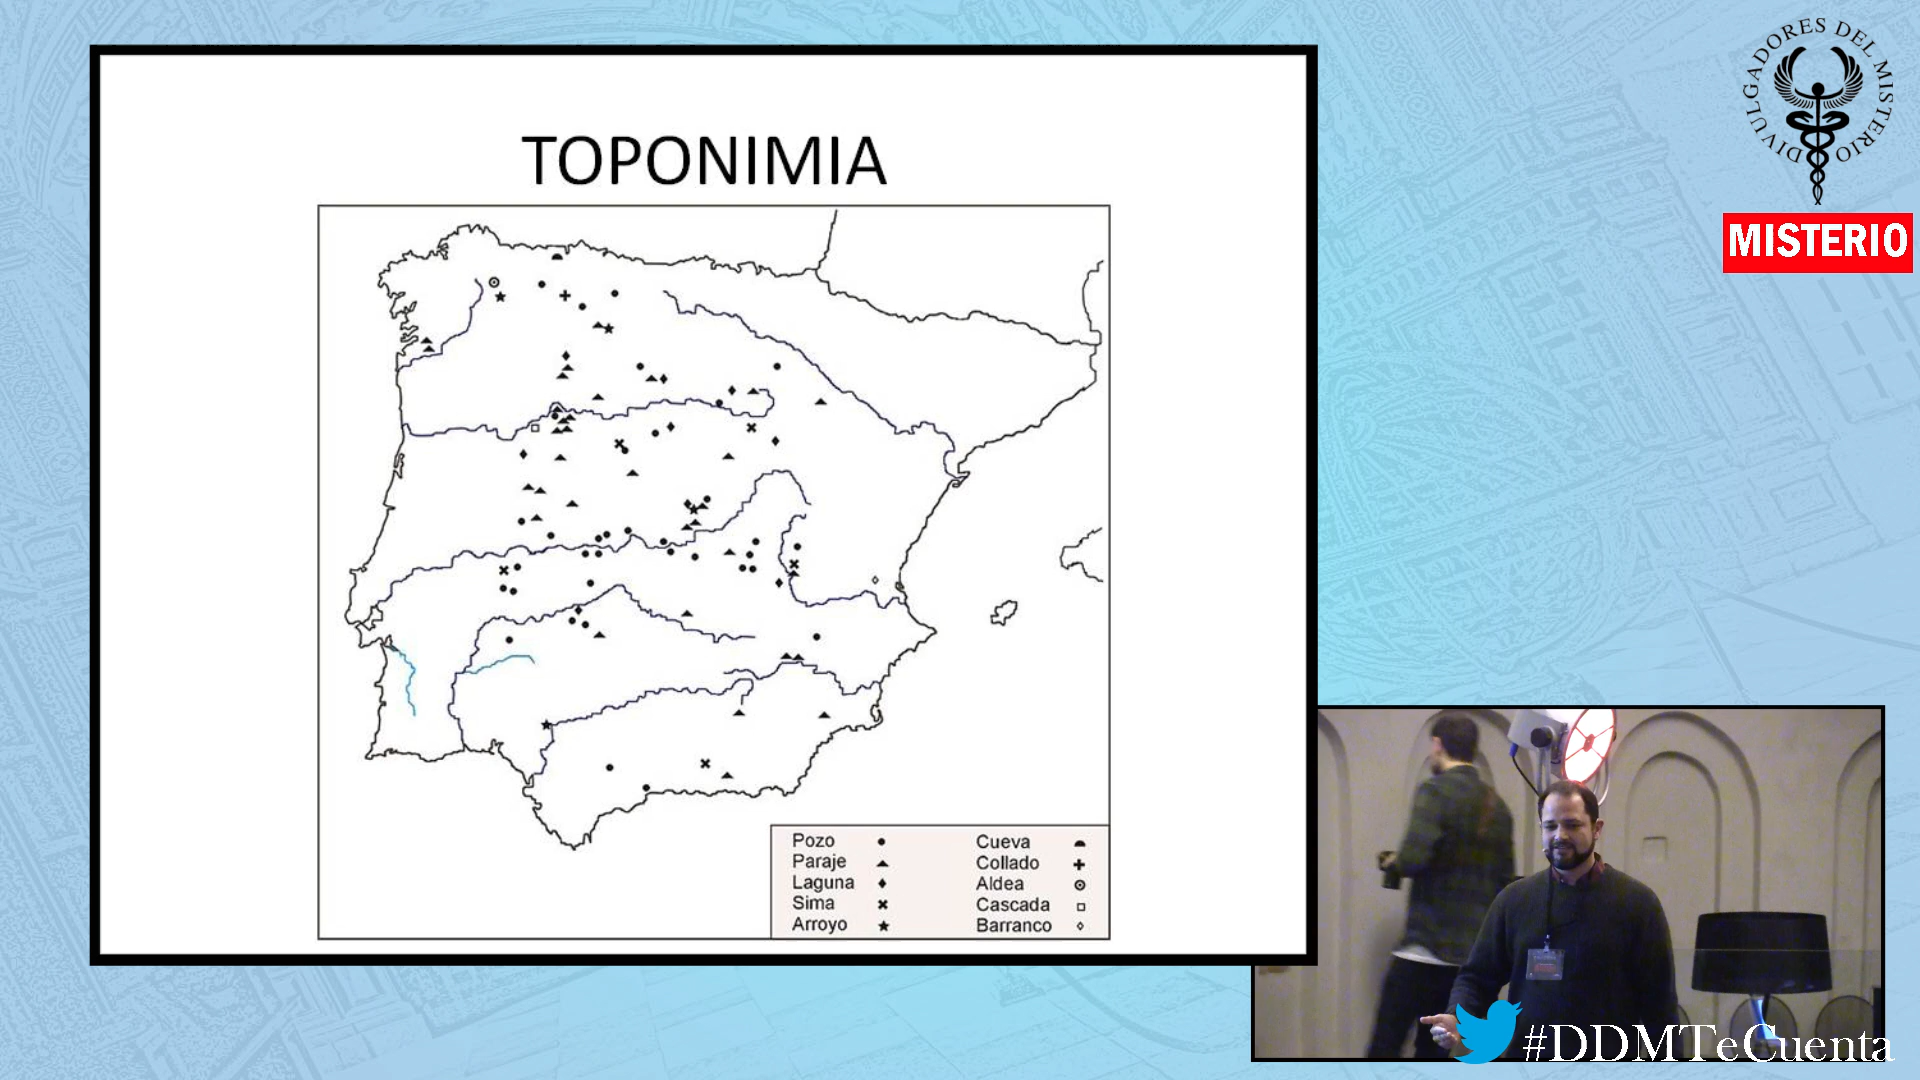 TOPONIMIA
Pozo
Paraje
Laguna
Sima
Arroyo
Cueva
Collado
Aldea
Cascada
Barranco
DIVULGADORES DEL MISTERIO
MISTERIO
#DDMTeCuenta